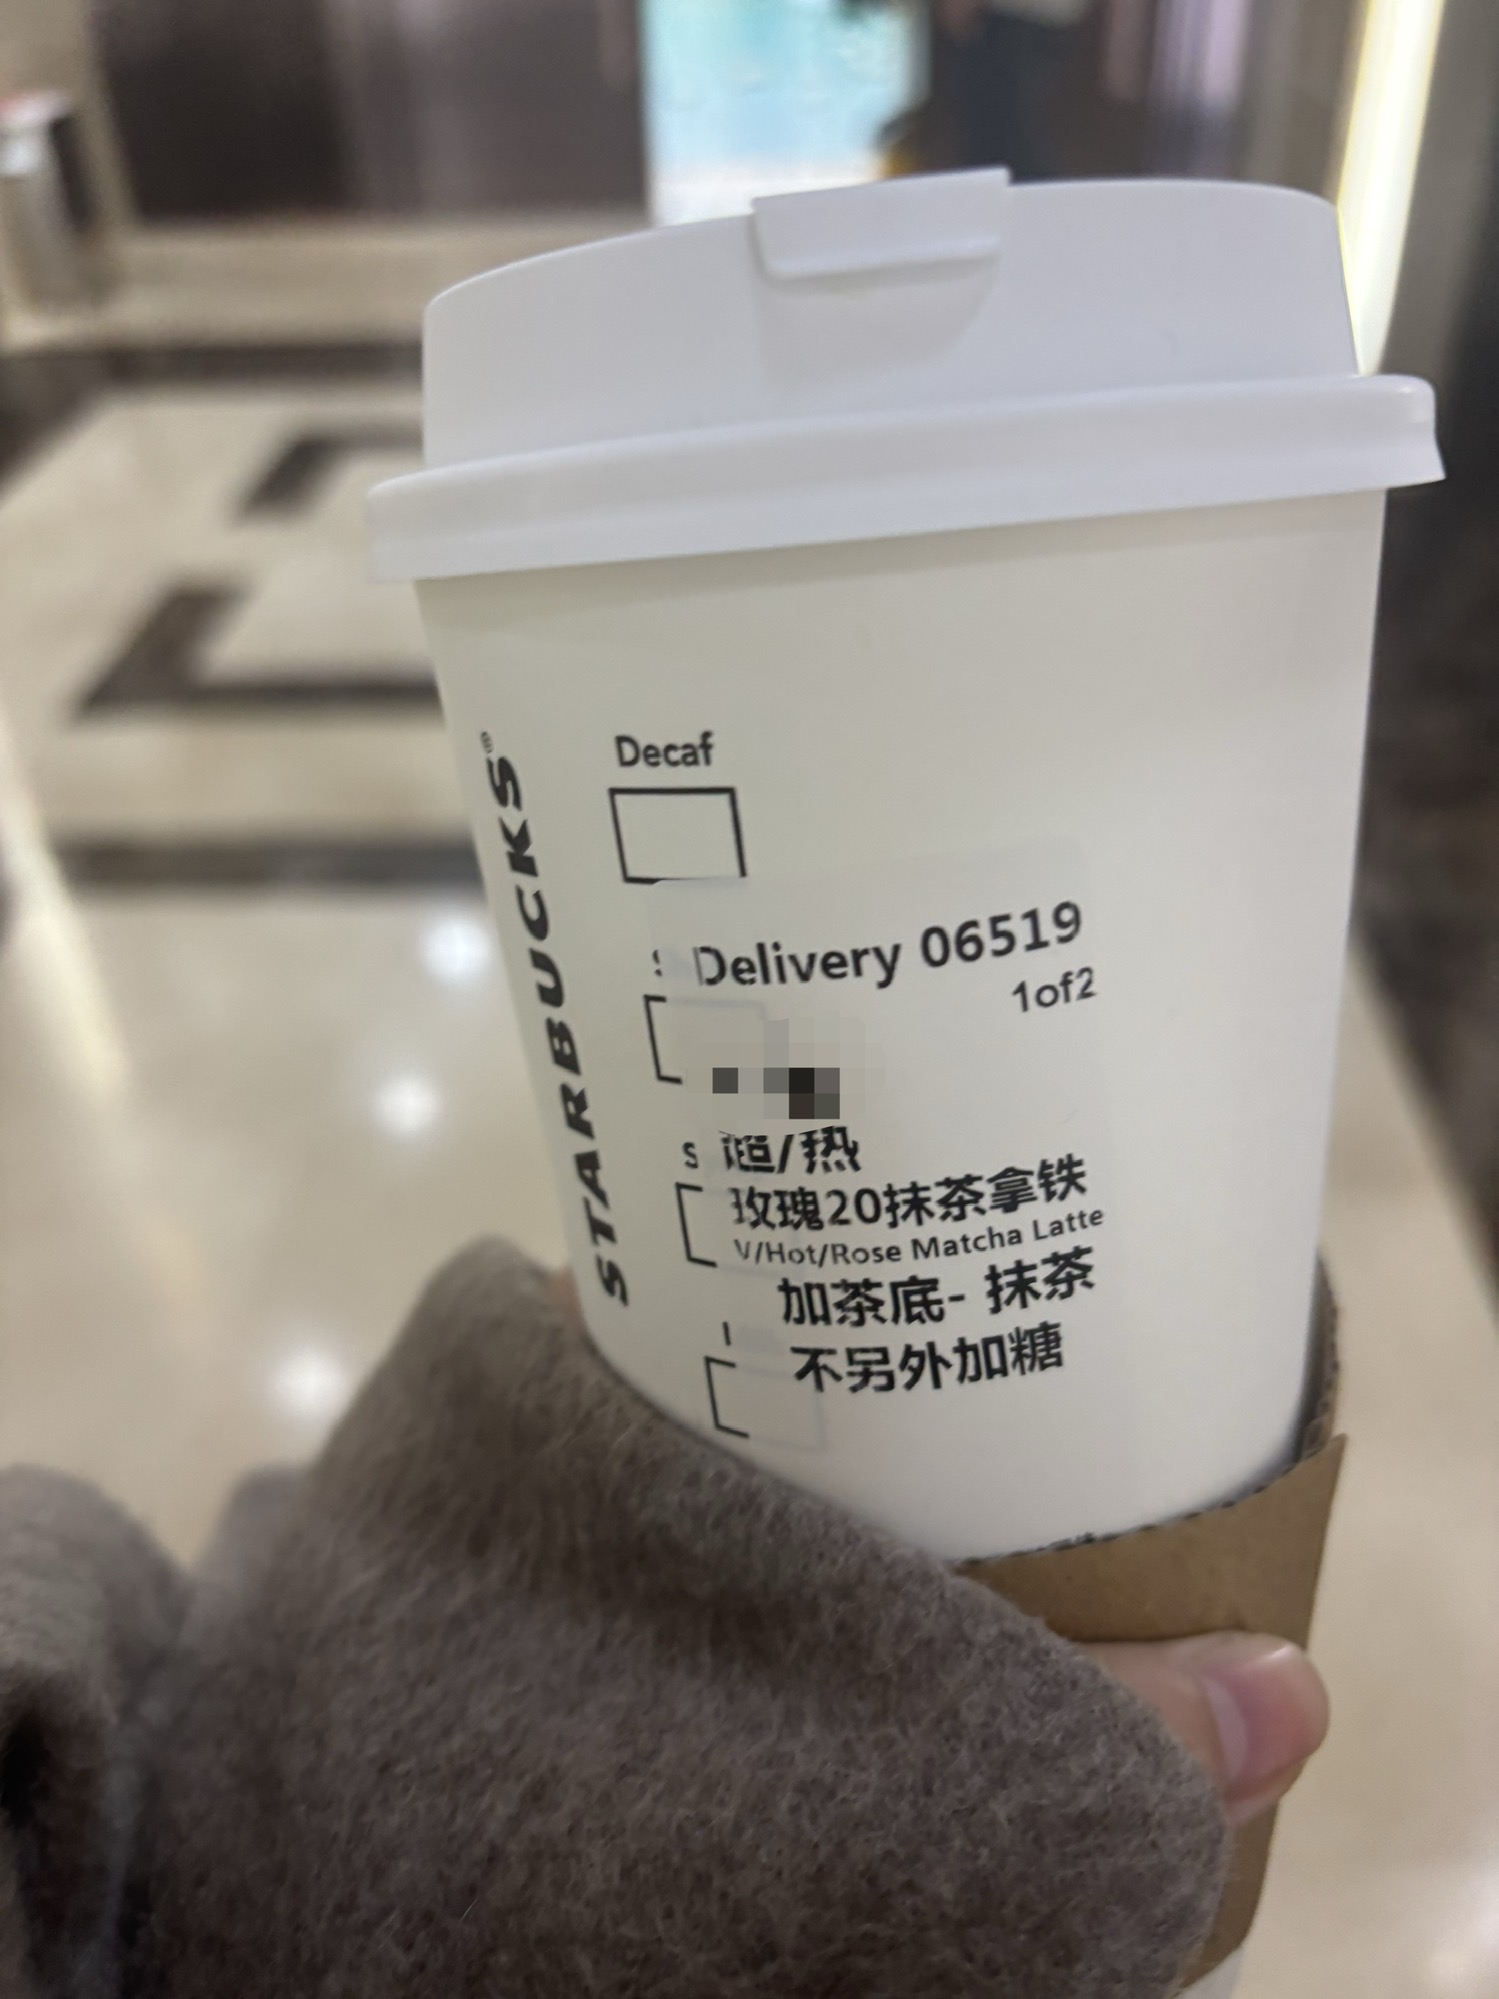 STARBUCKS®
Decaf
Delivery 06519
1of2
超/热
玫瑰20抹茶拿铁
V/Hot/Rose Matcha Latte
加茶底- 抹茶
不另外加糖